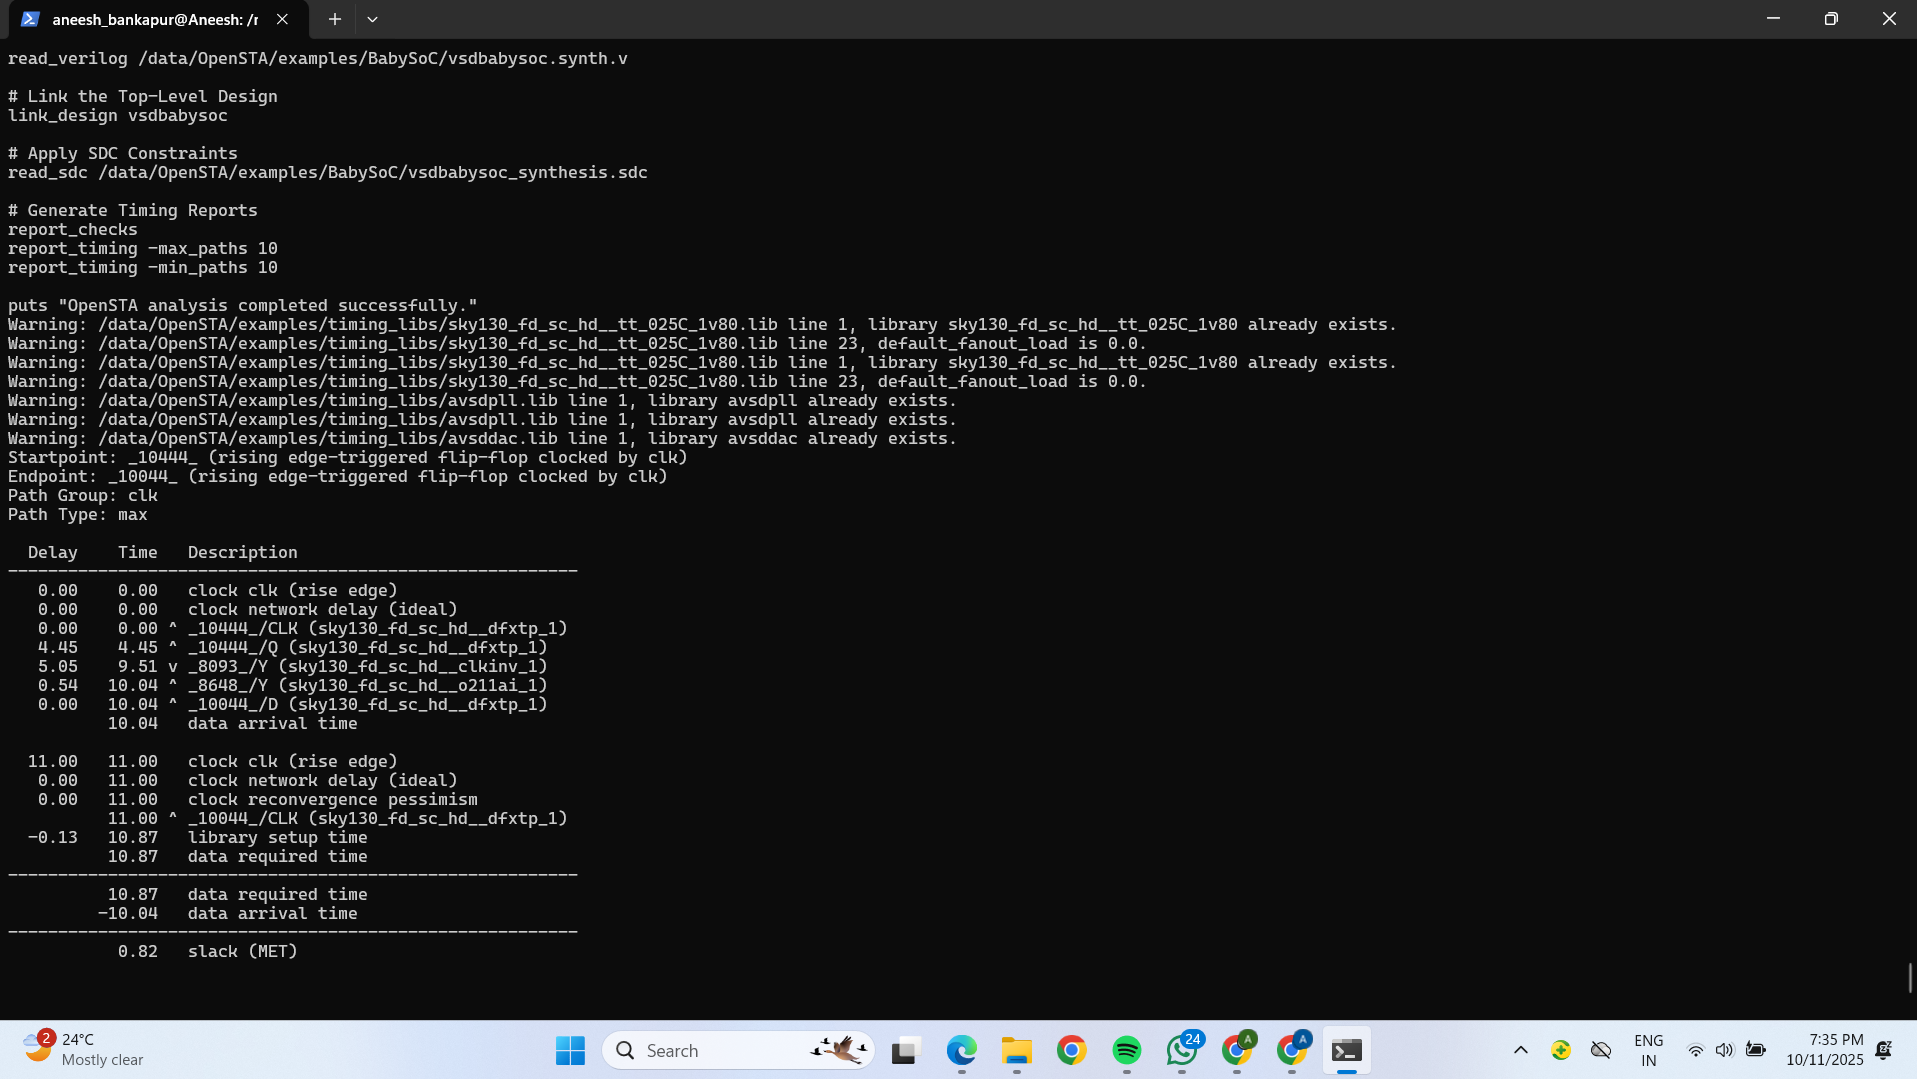 aneesh_bankapur@Aneesh: /r
read_verilog /data/OpenSTA/examples/BabySoC/vsdbabysoc.synth.v
# Link the Top-Level Design
link_design vsdbabysoc
# Apply SDC Constraints
read_sdc /data/OpenSTA/examples/BabySoC/vsdbabysoc_synthesis.sdc
# Generate Timing Reports
report_checks
report_timing -max_paths 10
report_timing -min_paths 10
puts "OpenSTA analysis completed successfully."
Warning: /data/OpenSTA/examples/timing_libs/sky130_fd_sc_hd__tt_025C_1v80.lib line 1, library sky130_fd_sc_hd__tt_025C_1v80 already exists.
Warning: /data/OpenSTA/examples/timing_libs/sky130_fd_sc_hd__tt_025C_1v80.lib line 23, default_fanout_load is 0.0.
Warning: /data/OpenSTA/examples/timing_libs/sky130_fd_sc_hd__tt_025C_1v80.lib line 1, library sky130_fd_sc_hd__tt_025C_1v80 already exists.
Warning: /data/OpenSTA/examples/timing_libs/sky130_fd_sc_hd__tt_025C_1v80.lib line 23, default_fanout_load is 0.0.
Warning: /data/OpenSTA/examples/timing_libs/avsdpll.lib line 1, library avsdpll already exists.
Warning: /data/OpenSTA/examples/timing_libs/avsdpll.lib line 1, library avsdpll already exists.
Warning: /data/OpenSTA/examples/timing_libs/avsddac.lib line 1, library avsddac already exists.
Startpoint: _10444_ (rising edge-triggered flip-flop clocked by clk)
Endpoint: _10044_ (rising edge-triggered flip-flop clocked by clk)
Path Group: clk
Path Type: max
Delay Time Description
---------------------------------------------------------
0.00 0.00 clock clk (rise edge)
0.00 0.00 clock network delay (ideal)
0.00 0.00 ^ _10444_/CLK (sky130_fd_sc_hd__dfxtp_1)
4.45 4.45 ^ _10444_/Q (sky130_fd_sc_hd__dfxtp_1)
5.05 9.51 v _8093_/Y (sky130_fd_sc_hd__clkinv_1)
0.54 10.04 ^ _8648_/Y (sky130_fd_sc_hd__o211ai_1)
0.00 10.04 ^ _10044_/D (sky130_fd_sc_hd__dfxtp_1)
10.04 data arrival time
11.00 11.00 clock clk (rise edge)
0.00 11.00 clock network delay (ideal)
0.00 11.00 clock reconvergence pessimism
11.00 ^ _10044_/CLK (sky130_fd_sc_hd__dfxtp_1)
-0.13 10.87 library setup time
10.87 data required time
---------------------------------------------------------
10.87 data required time
-10.04 data arrival time
---------------------------------------------------------
0.82 slack (MET)
2
24°C
Mostly clear
Search
24
A
A
ENG
IN
7:35 PM
10/11/2025